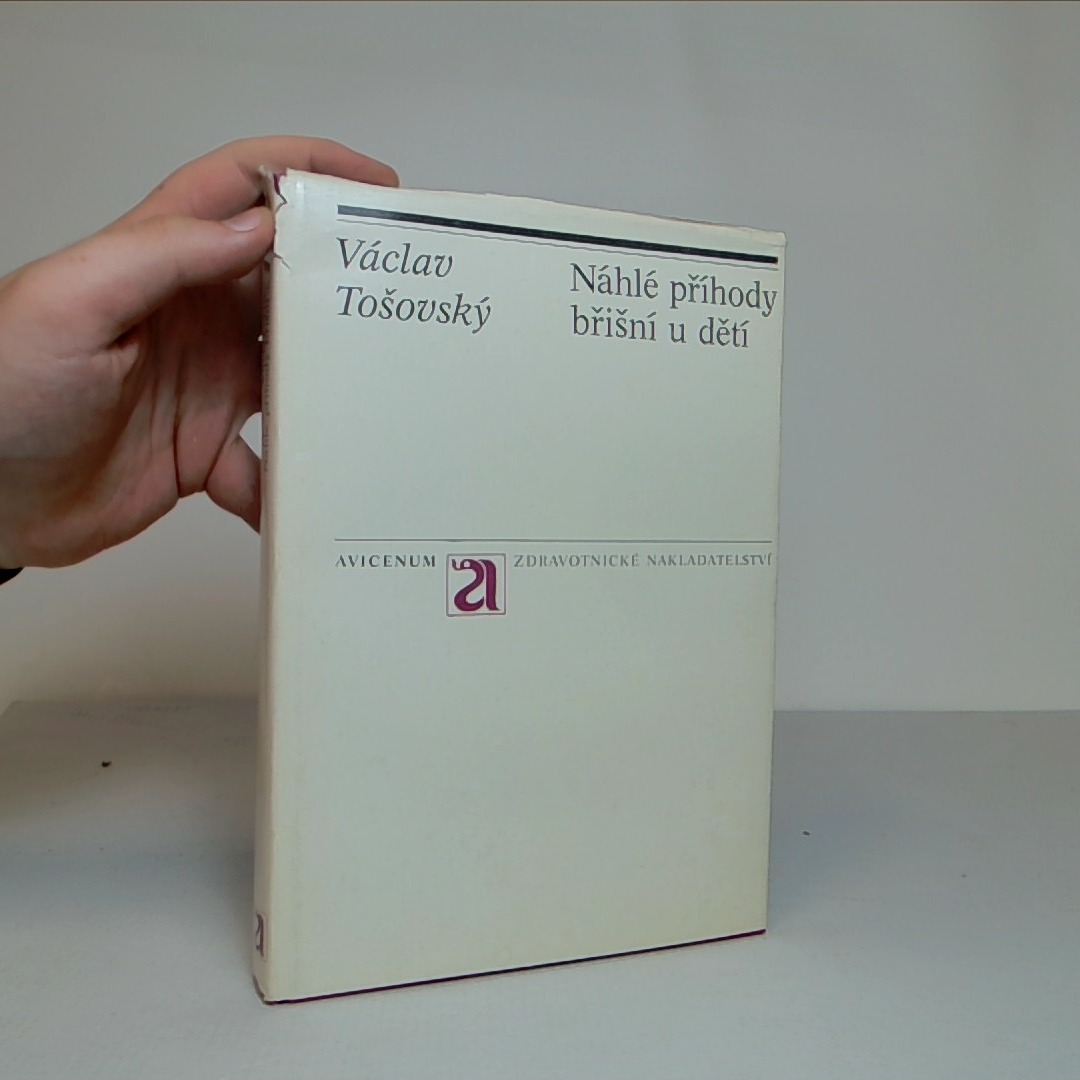 Václav
Tošovský
Náhlé příhody
břišní u dětí
AVICENUM
ZDRAVOTNICKÉ NAKLADATELSTVÍ